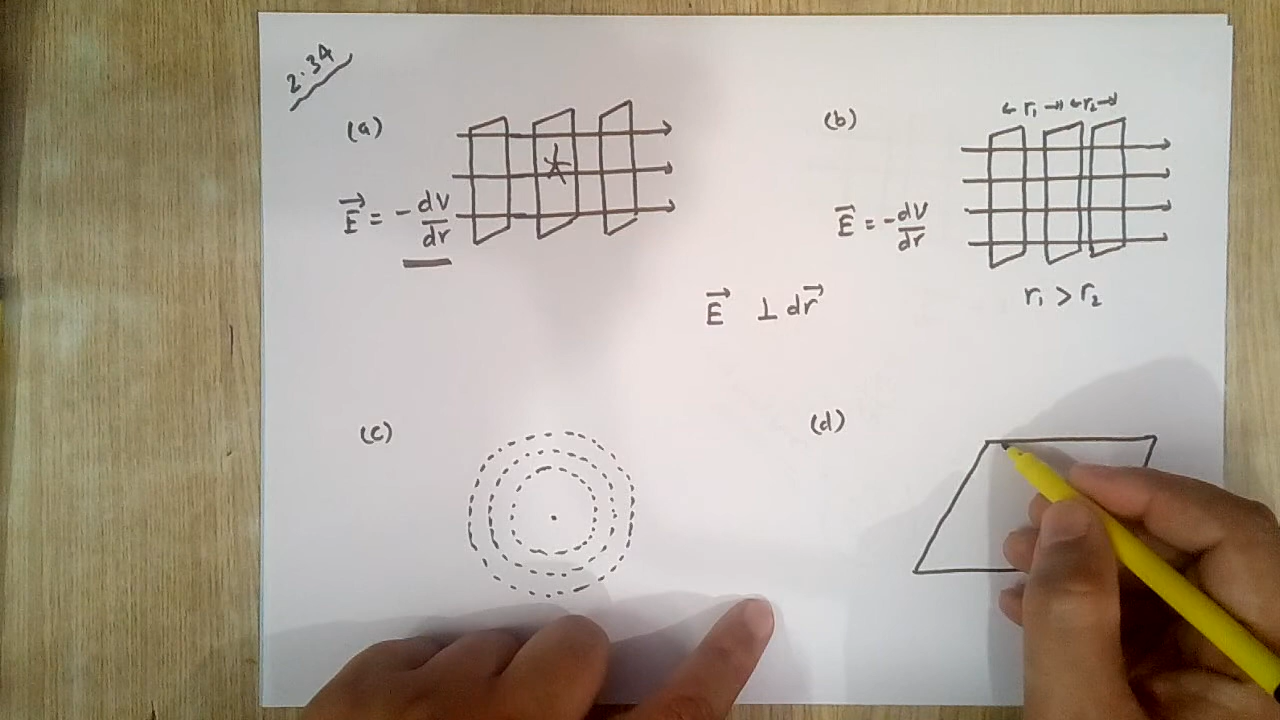 2.34
(a)
E⃗ = - dV/dr
(b)
← r₁ →← r₂ →
E⃗ = - dV/dr
r₁ > r₂
E⃗ ⊥ dr⃗
(c)
(d)